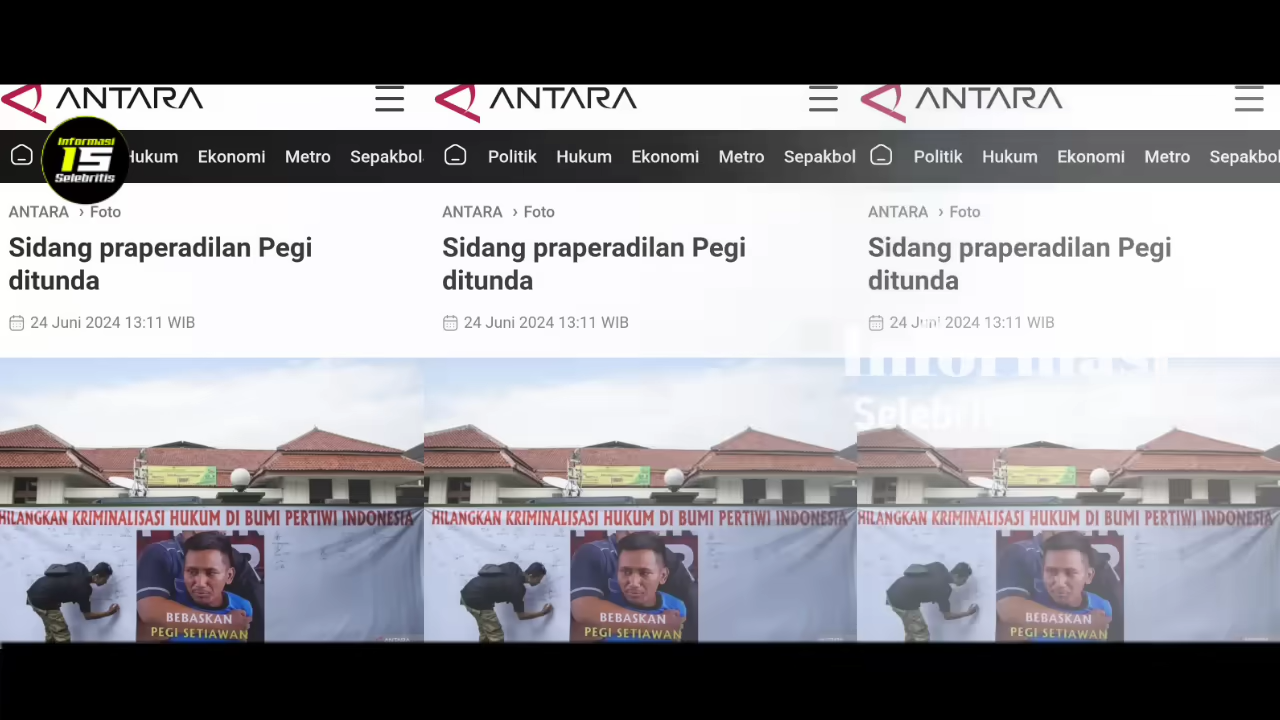 ANTARA
ANTARA
ANTARA
Hukum Ekonomi Metro Sepakbol
Politik Hukum Ekonomi Metro Sepakbol
Politik Hukum Ekonomi Metro Sepakbol
Informasi
IS
Selebritis
ANTARA › Foto
Sidang praperadilan Pegi
ditunda
24 Juni 2024 13:11 WIB
ANTARA › Foto
Sidang praperadilan Pegi
ditunda
24 Juni 2024 13:11 WIB
ANTARA › Foto
Sidang praperadilan Pegi
ditunda
24 Juni 2024 13:11 WIB
Informasi
HILANGKAN KRIMINALISASI HUKUM DI BUMI PERTIWI INDONESIA
BEBASKAN
PEGI SETIAWAN
HILANGKAN KRIMINALISASI HUKUM DI BUMI PERTIWI INDONESIA
BEBASKAN
PEGI SETIAWAN
HILANGKAN KRIMINALISASI HUKUM DI BUMI PERTIWI INDONESIA
BEBASKAN
PEGI SETIAWAN